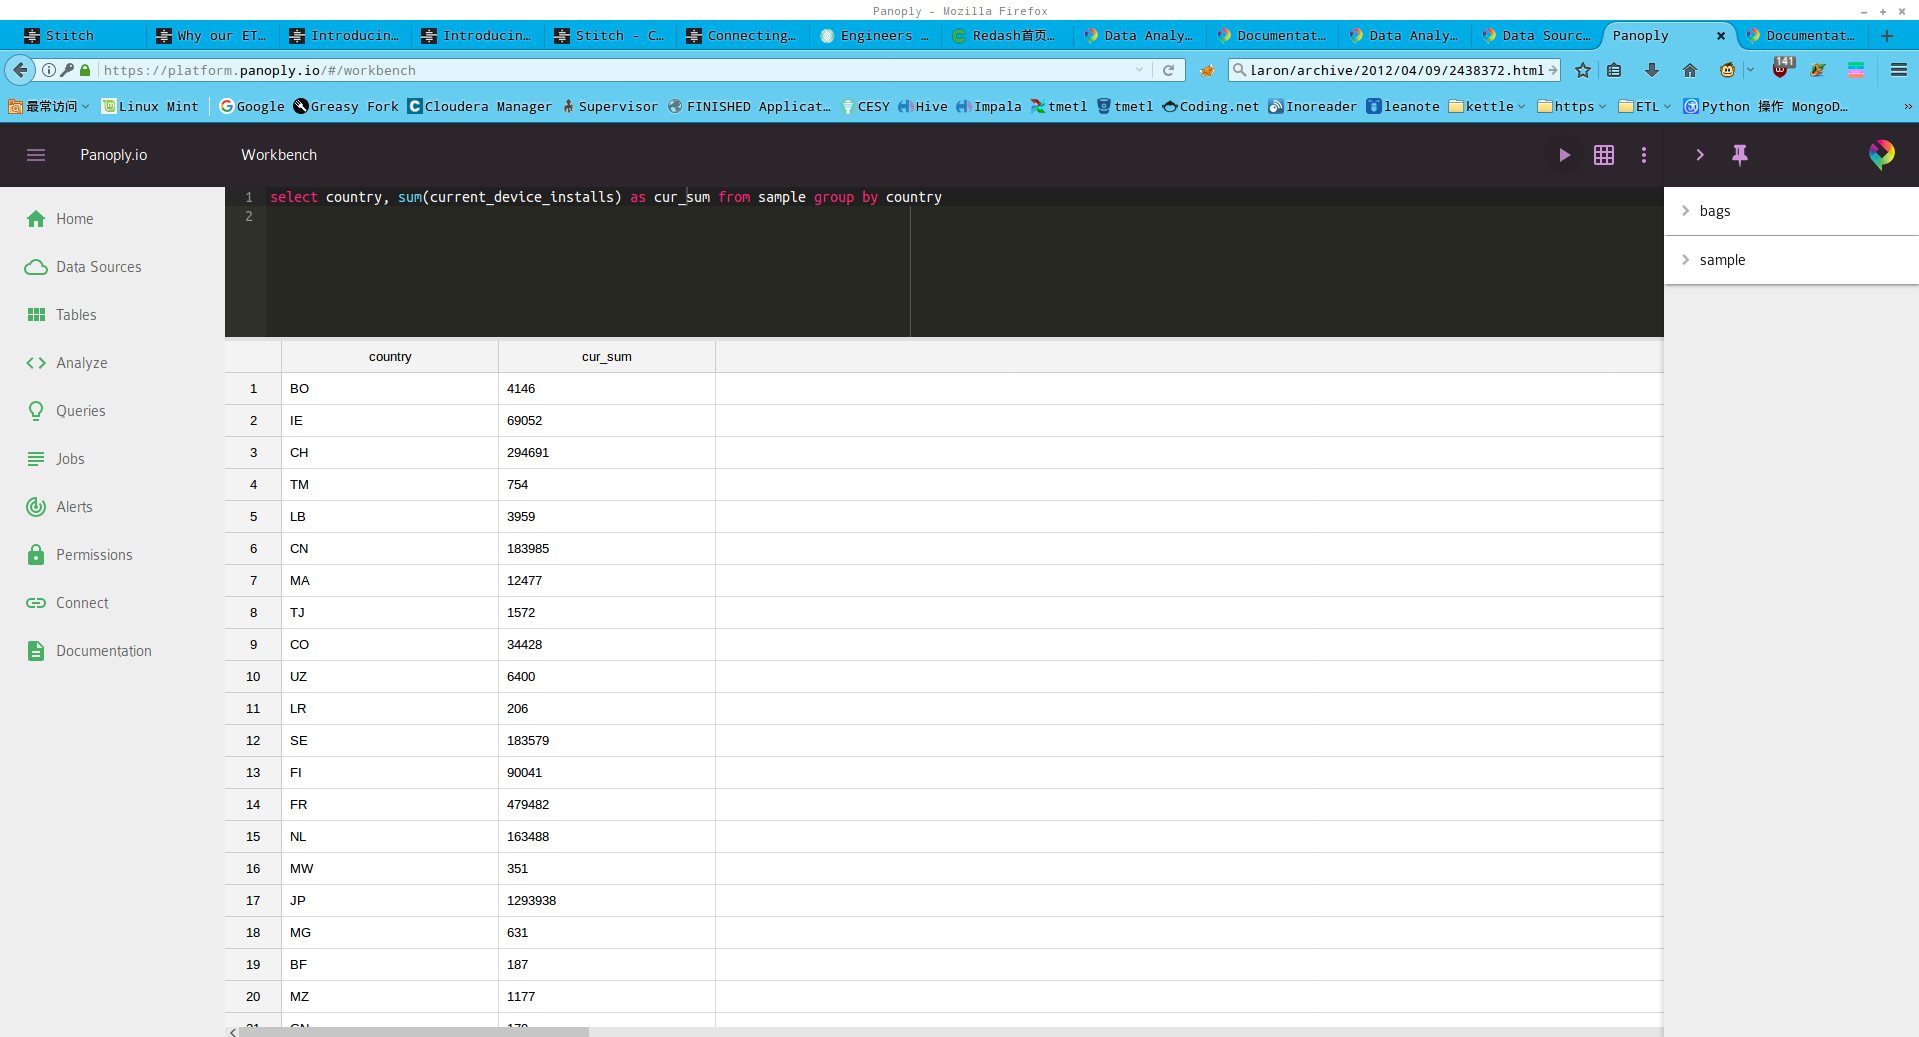 Panoply - Mozilla Firefox
Stitch Why our ET... Introducin... Introducin... Stitch - C... Connecting... Engineers ... Redash首页... Data Analy... Documentat... Data Analy... Data Sourc... Panoply Documentat...
https://platform.panoply.io/#/workbench laron/archive/2012/04/09/2438372.html 141
最常访问 Linux Mint Google Greasy Fork Cloudera Manager Supervisor FINISHED Applicat… CESY Hive Impala tmetl tmetl Coding.net Inoreader leanote kettle https ETL Python 操作 MongoD…
Panoply.io Workbench
1 select country, sum(current_device_installs) as cur_sum from sample group by country
2
Home
Data Sources
Tables
Analyze
Queries
Jobs
Alerts
Permissions
Connect
Documentation
country cur_sum
1 BO 4146
2 IE 69052
3 CH 294691
4 TM 754
5 LB 3959
6 CN 183985
7 MA 12477
8 TJ 1572
9 CO 34428
10 UZ 6400
11 LR 206
12 SE 183579
13 FI 90041
14 FR 479482
15 NL 163488
16 MW 351
17 JP 1293938
18 MG 631
19 BF 187
20 MZ 1177
bags
sample